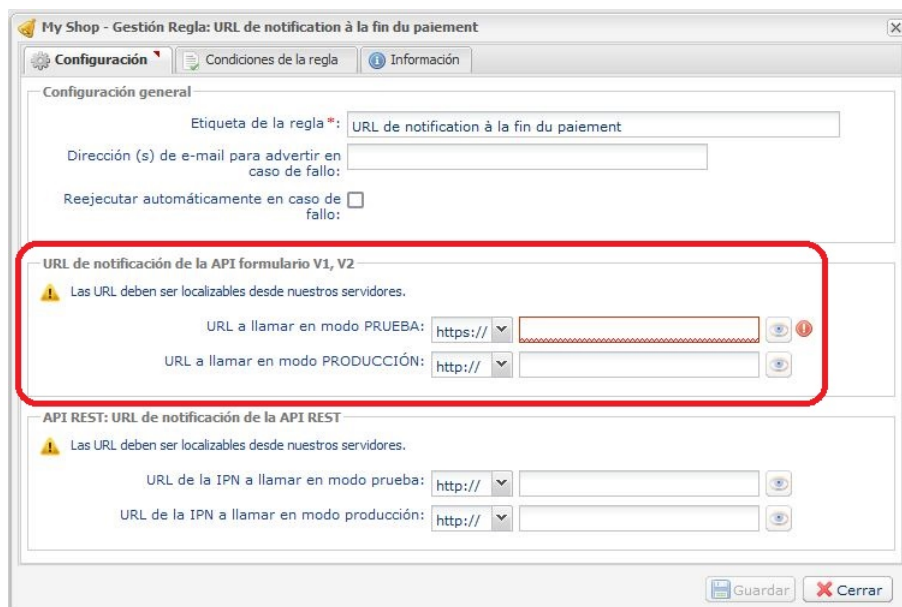 My Shop - Gestión Regla: URL de notification à la fin du paiement
Configuración
Condiciones de la regla
Información
Configuración general
Etiqueta de la regla*: URL de notification à la fin du paiement
Dirección (s) de e-mail para advertir en
caso de fallo:
Reejecutar automáticamente en caso de
fallo:
URL de notificación de la API formulario V1, V2
Las URL deben ser localizables desde nuestros servidores.
URL a llamar en modo PRUEBA: https://
URL a llamar en modo PRODUCCIÓN: http://
API REST: URL de notificación de la API REST
Las URL deben ser localizables desde nuestros servidores.
URL de la IPN a llamar en modo prueba: http://
URL de la IPN a llamar en modo producción: http://
Guardar
Cerrar